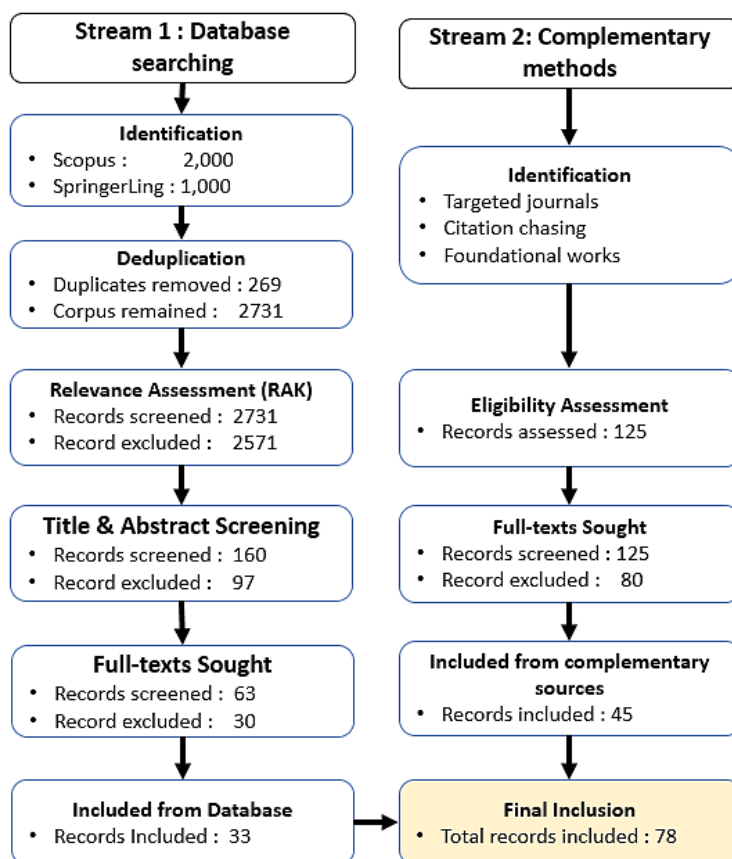 Stream 1 : Database
searching
Identification
• Scopus : 2,000
• SpringerLing : 1,000
Deduplication
• Duplicates removed : 269
• Corpus remained : 2731
Relevance Assessment (RAK)
• Records screened : 2731
• Record excluded : 2571
Title & Abstract Screening
• Records screened : 160
• Record excluded : 97
Full-texts Sought
• Records screened : 63
• Record excluded : 30
Included from Database
• Records Included : 33
Stream 2: Complementary
methods
Identification
• Targeted journals
• Citation chasing
• Foundational works
Eligibility Assessment
• Records assessed : 125
Full-texts Sought
• Records screened : 125
• Record excluded : 80
Included from complementary
sources
• Records included : 45
Final Inclusion
• Total records included : 78